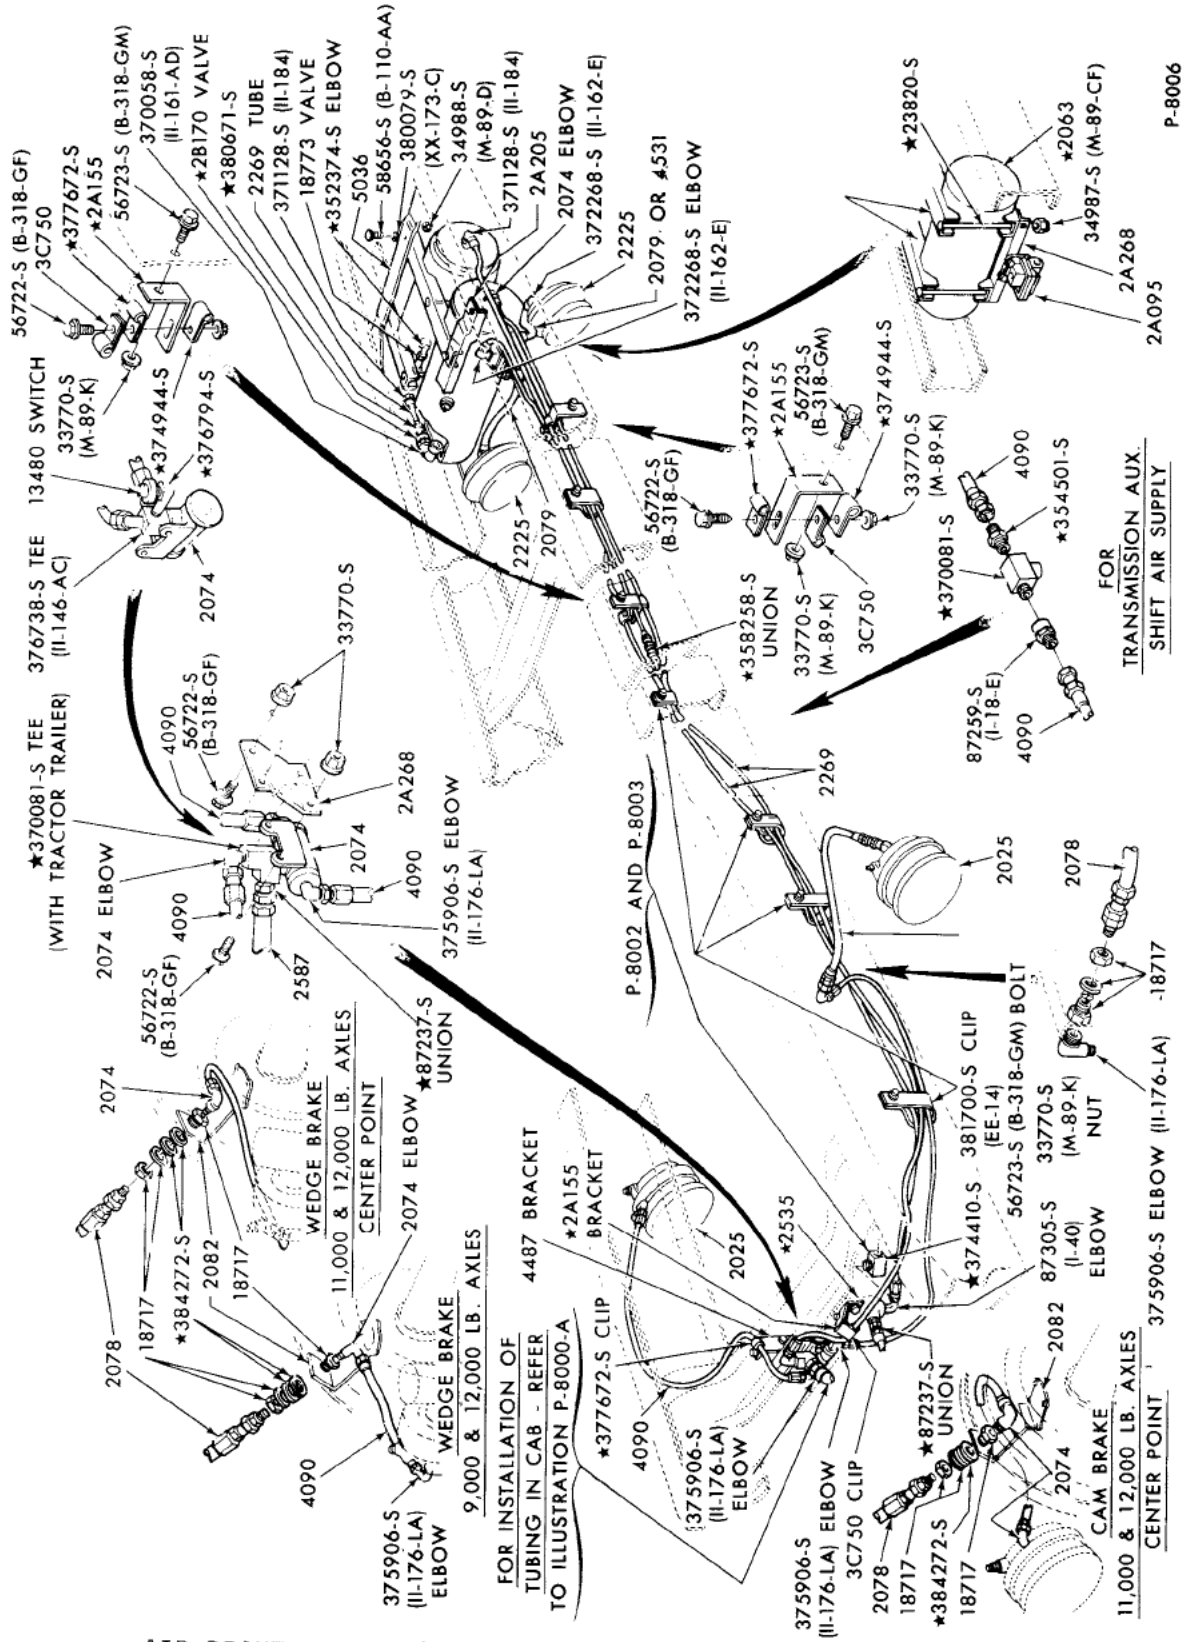 56722-S (B-318-GF)
3C750
★377672-S
★2A155
56723-S (B-318-GM)
370058-S
(II-161-AD)
★2B170 VALVE
★380671-S
2269 TUBE
371128-S (II-184)
18773 VALVE
★352374-S ELBOW
5036
58656-S (B-110-AA)
380079-S
(XX-173-C)
34988-S
(M-89-D)
371128-S (II-184)
2A205
2074 ELBOW
372268-S (II-162-E)
2225
2079 OR 4531
372268-S ELBOW
(II-162-E)
★23820-S
★2063
34987-S (M-89-CF)
2A268
2A095
P-8006
13480 SWITCH
33770-S
(M-89-K)
★374944-S
★376794-S
376738-S TEE
(II-146-AC)
2074
2225
2079
56722-S
(B-318-GF)
★377672-S
★2A155
56723-S
(B-318-GM)
★374944-S
33770-S
(M-89-K)
3C750
33770-S
(M-89-K)
★358258-S
UNION
★370081-S
4090
★354501-S
87259-S
(I-18-E)
4090
FOR
TRANSMISSION AUX.
SHIFT AIR SUPPLY
★370081-S TEE
(WITH TRACTOR TRAILER)
2074 ELBOW
4090
56722-S
(B-318-GF)
4090
56722-S
(B-318-GF)
33770-S
2A268
2074
4090
375906-S ELBOW
(II-176-LA)
2587
★87237-S
UNION
P-8002 AND P-8003
2269
2025
2078
-18717
375906-S ELBOW (II-176-LA)
381700-S CLIP
(EE-14)
56723-S (B-318-GM) BOLT
33770-S
(M-89-K)
NUT
2074
2078
18717
★384272-S
2082
18717
WEDGE BRAKE
11,000 & 12,000 LB. AXLES
CENTER POINT
2074 ELBOW
4090
375906-S
(II-176-LA)
ELBOW
WEDGE BRAKE
9,000 & 12,000 LB. AXLES
FOR INSTALLATION OF
TUBING IN CAB - REFER
TO ILLUSTRATION P-8000-A
4487 BRACKET
★2A155
BRACKET
★377672-S CLIP
4090
2025
★2535
375906-S
(II-176-LA)
ELBOW
★374410-S
87305-S
(I-40)
ELBOW
★87237-S
UNION
375906-S
(II-176-LA) ELBOW
3C750 CLIP
2078
18717
★384272-S
18717
2082
2074
CAM BRAKE
11,000 & 12,000 LB. AXLES
CENTER POINT